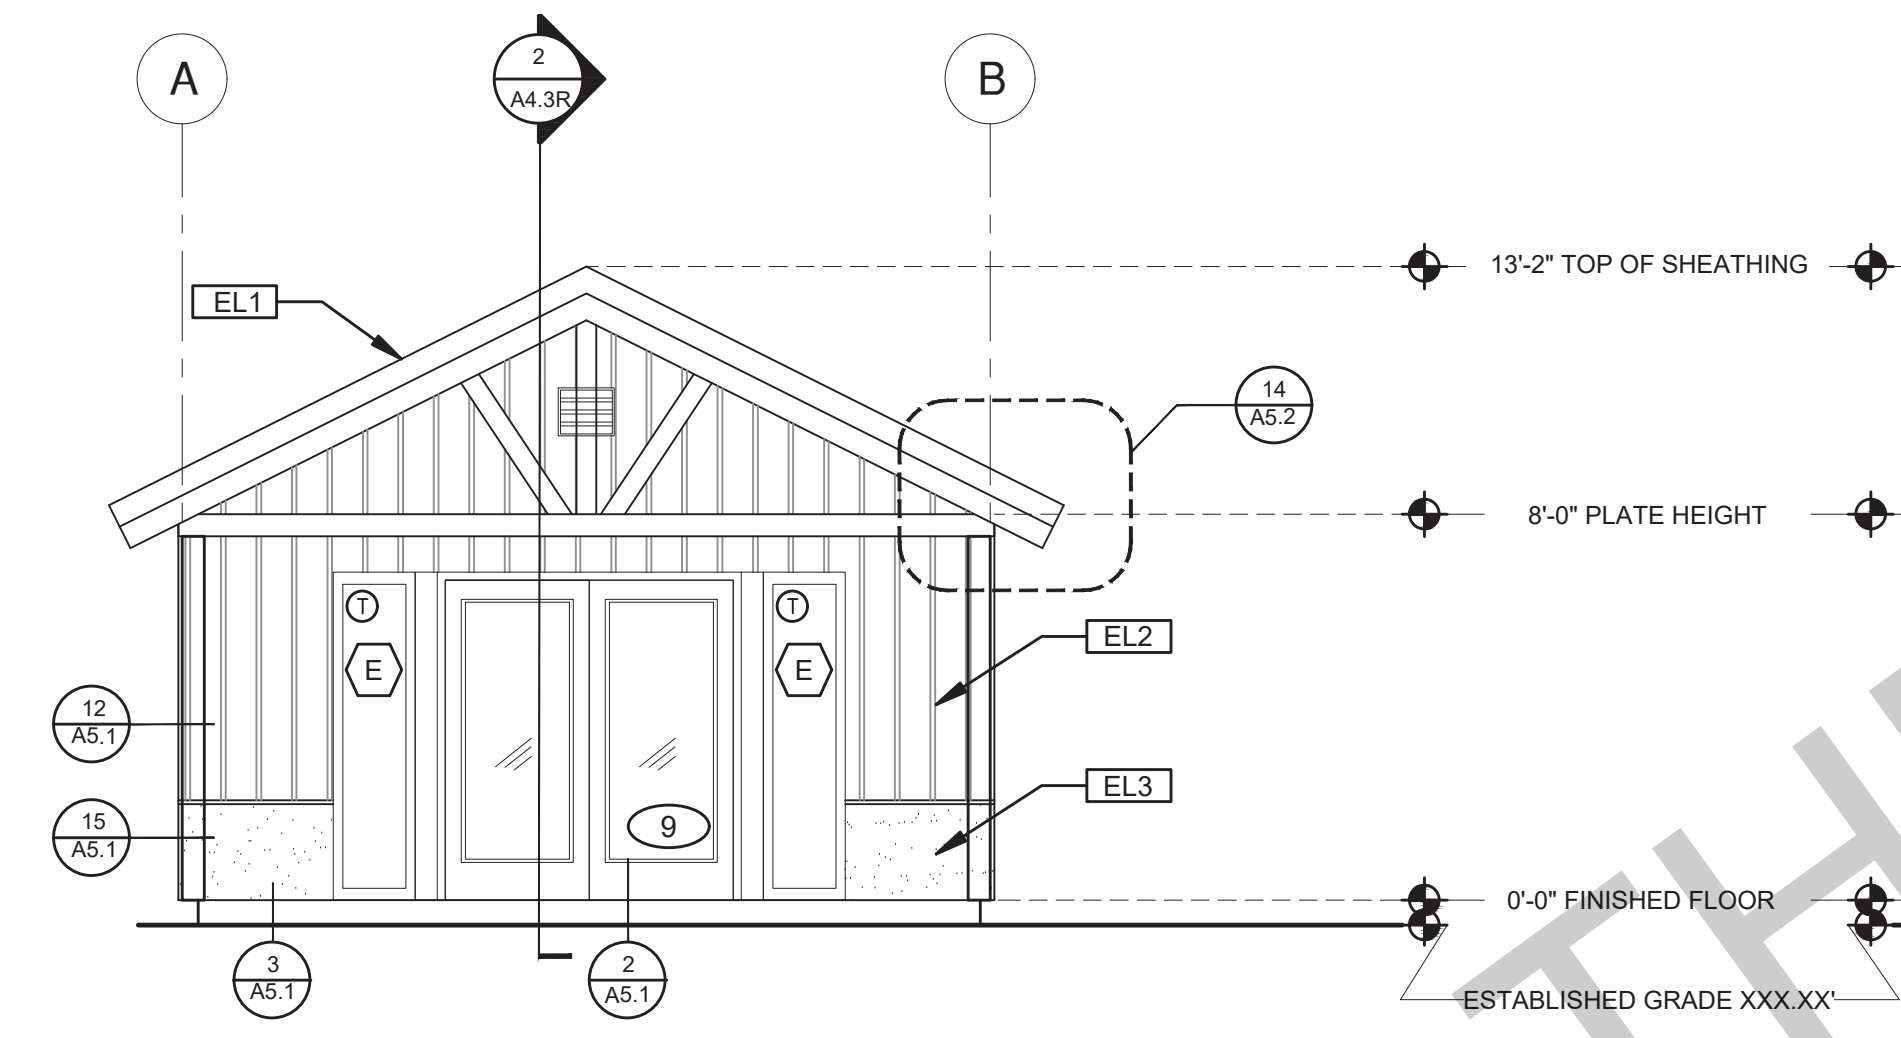 A
2
A4.3R
B
13'-2" TOP OF SHEATHING
EL1
14
A5.2
8'-0" PLATE HEIGHT
T
T
EL2
E
E
12
A5.1
EL3
15
A5.1
9
0'-0" FINISHED FLOOR
3
A5.1
2
A5.1
ESTABLISHED GRADE XXX.XX'
TH